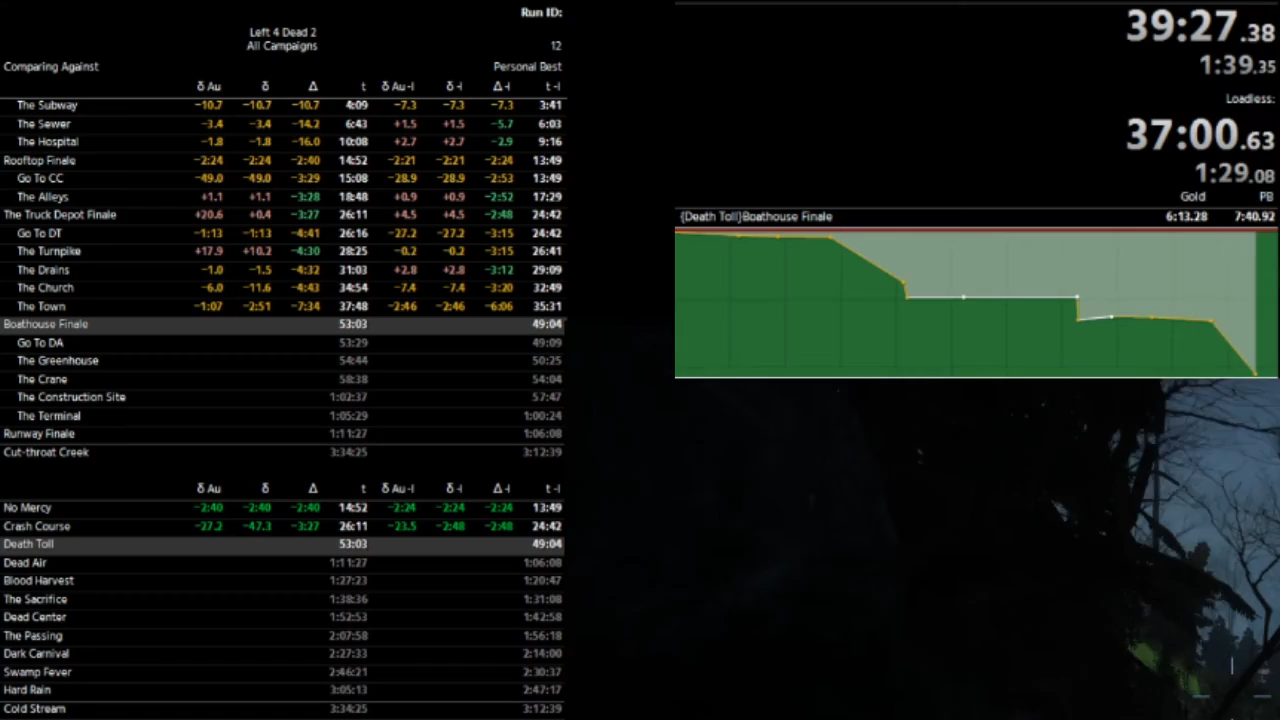 Run ID:
Left 4 Dead 2
All Campaigns 12
Comparing Against Personal Best
δ Au δ Δ t δ Au-l δ -l Δ -l t -l
The Subway −10.7 −10.7 −10.7 4:09 −7.3 −7.3 −7.3 3:41
The Sewer −3.4 −3.4 −14.2 6:43 +1.5 +1.5 −5.7 6:03
The Hospital −1.8 −1.8 −16.0 10:08 +2.7 +2.7 −2.9 9:16
Rooftop Finale −2:24 −2:24 −2:40 14:52 −2:21 −2:21 −2:24 13:49
Go To CC −49.0 −49.0 −3:29 15:08 −28.9 −28.9 −2:53 13:49
The Alleys +1.1 +1.1 −3:28 18:48 +0.9 +0.9 −2:52 17:29
The Truck Depot Finale +20.6 +0.4 −3:27 26:11 +4.5 +4.5 −2:48 24:42
Go To DT −1:13 −1:13 −4:41 26:16 −27.2 −27.2 −3:15 24:42
The Turnpike +17.9 +10.2 −4:30 28:25 −0.2 −0.2 −3:15 26:41
The Drains −1.0 −1.5 −4:32 31:03 +2.8 +2.8 −3:12 29:09
The Church −6.0 −11.6 −4:43 34:54 −7.4 −7.4 −3:20 32:49
The Town −1:07 −2:51 −7:34 37:48 −2:46 −2:46 −6:06 35:31
Boathouse Finale 53:03 49:04
Go To DA 53:29 49:09
The Greenhouse 54:44 50:25
The Crane 58:38 54:04
The Construction Site 1:02:37 57:47
The Terminal 1:05:29 1:00:24
Runway Finale 1:11:27 1:06:08
Cut-throat Creek 3:34:25 3:12:39
δ Au δ Δ t δ Au-l δ -l Δ -l t -l
No Mercy −2:40 −2:40 −2:40 14:52 −2:24 −2:24 −2:24 13:49
Crash Course −27.2 −47.3 −3:27 26:11 −23.5 −2:48 −2:48 24:42
Death Toll 53:03 49:04
Dead Air 1:11:27 1:06:08
Blood Harvest 1:27:23 1:20:47
The Sacrifice 1:38:36 1:31:08
Dead Center 1:52:53 1:42:58
The Passing 2:07:58 1:56:18
Dark Carnival 2:27:33 2:14:00
Swamp Fever 2:46:21 2:30:37
Hard Rain 3:05:13 2:47:17
Cold Stream 3:34:25 3:12:39
39:27.38
1:39.35
Loadless:
37:00.63
1:29.08
Gold PB
{Death Toll}Boathouse Finale 6:13.28 7:40.92